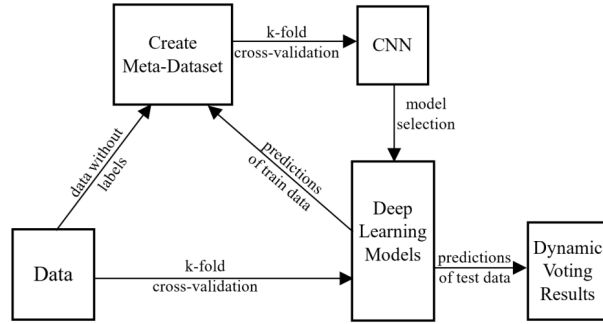 Create
Meta-Dataset
k-fold
cross-validation
CNN
model
selection
data without
labels
predictions
of train data
Deep
Learning
Models
Data
k-fold
cross-validation
predictions
of test data
Dynamic
Voting
Results